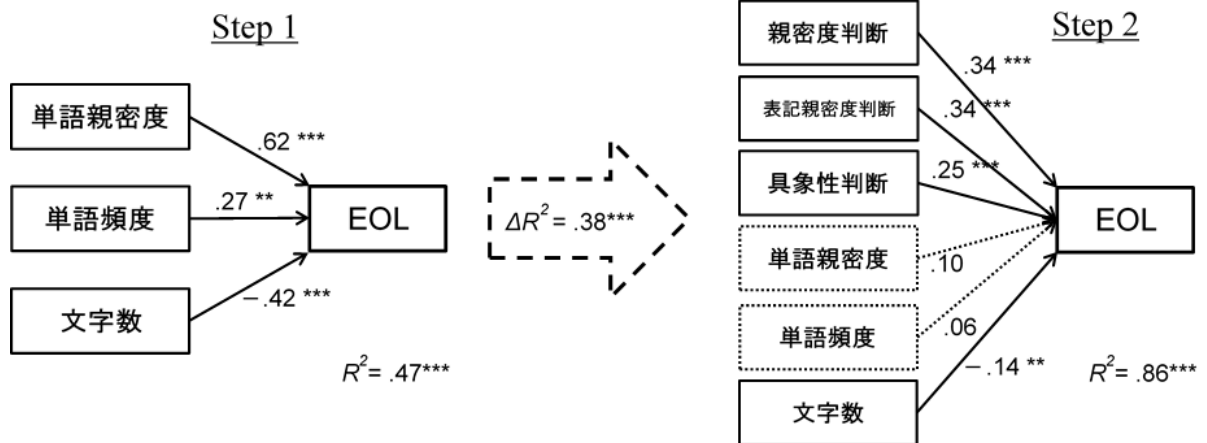 Step 1
単語親密度
.62 ***
単語頻度
.27 **
EOL
文字数
−.42 ***
R² = .47***
ΔR² = .38***
Step 2
親密度判断
.34 ***
表記親密度判断
.34 ***
具象性判断
.25 ***
EOL
単語親密度
.10
単語頻度
.06
−.14 **
文字数
R² = .86***